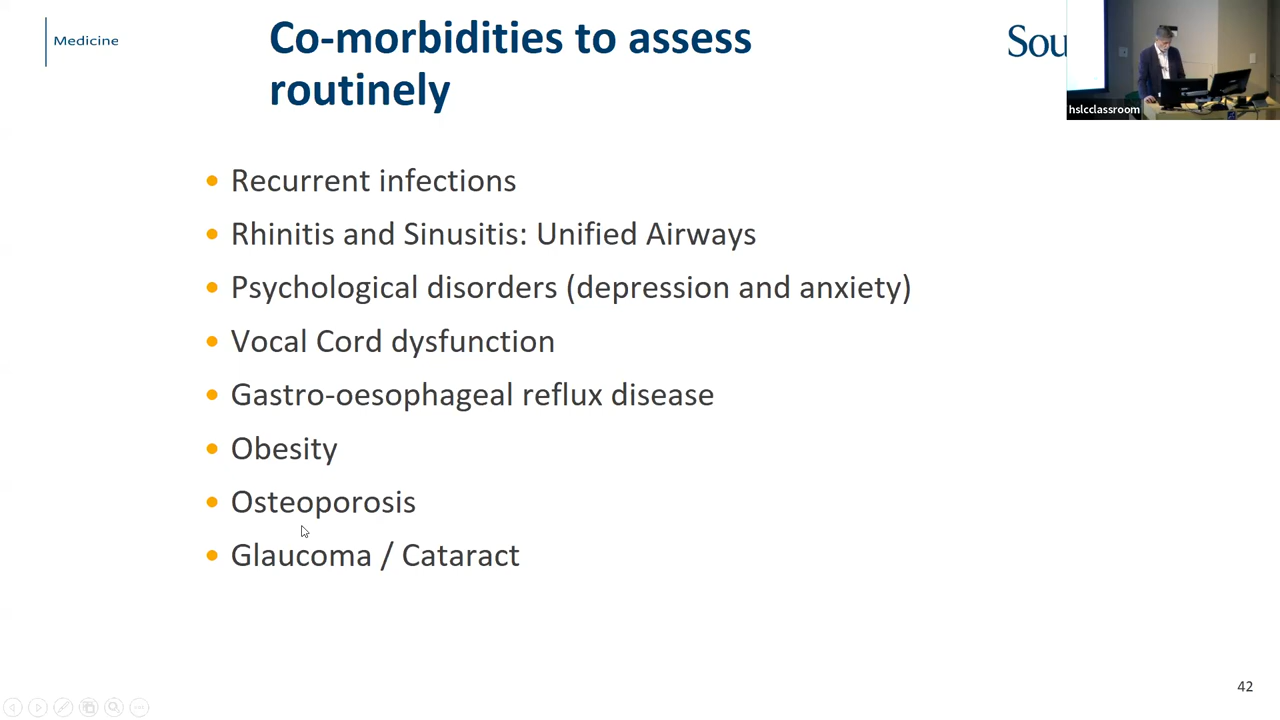 Medicine
Co-morbidities to assess
routinely
Sou
hslcclassroom
• Recurrent infections
• Rhinitis and Sinusitis: Unified Airways
• Psychological disorders (depression and anxiety)
• Vocal Cord dysfunction
• Gastro-oesophageal reflux disease
• Obesity
• Osteoporosis
• Glaucoma / Cataract
42